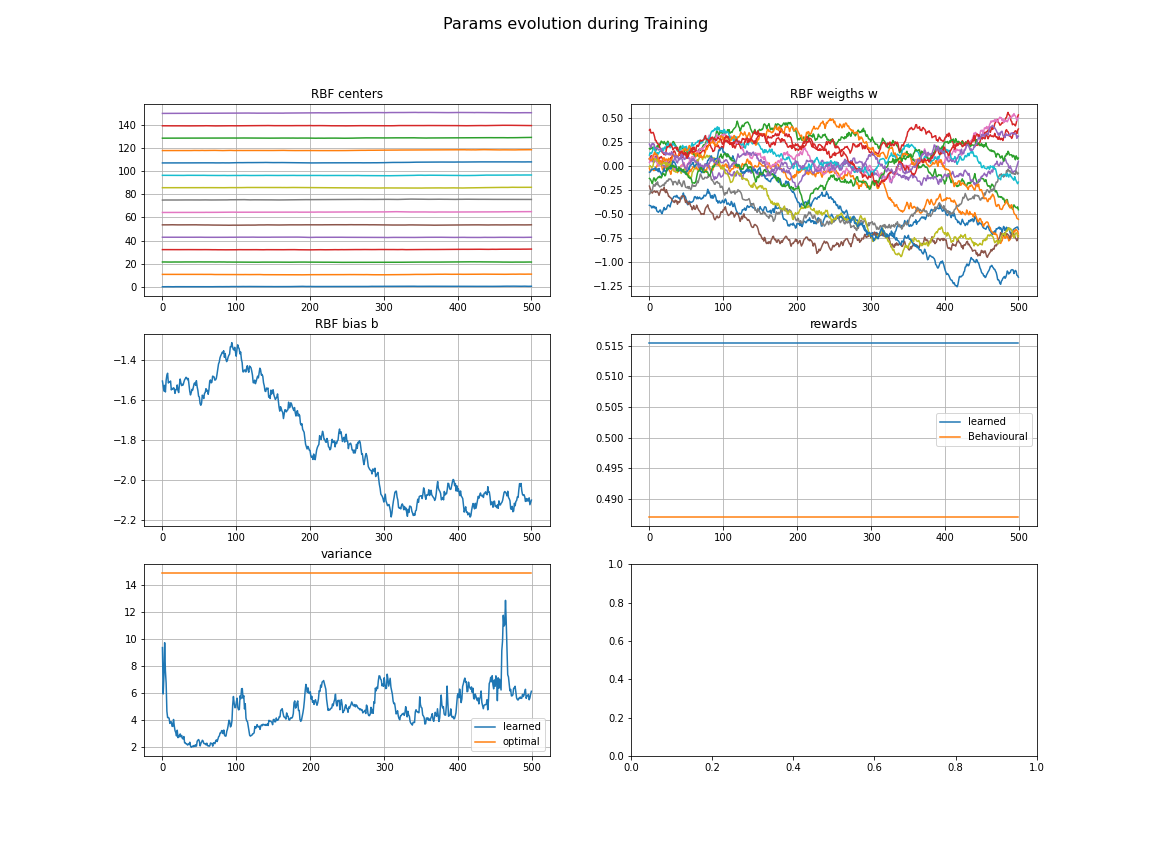 Params evolution during Training
RBF centers
140
120
100
80
60
40
20
0
0 100 200 300 400 500
RBF weigths w
0.50
0.25
0.00
−0.25
−0.50
−0.75
−1.00
−1.25
0 100 200 300 400 500
RBF bias b
−1.4
−1.6
−1.8
−2.0
−2.2
0 100 200 300 400 500
rewards
0.515
0.510
0.505
0.500
0.495
0.490
learned
Behavioural
0 100 200 300 400 500
variance
14
12
10
8
6
4
2
learned
optimal
0 100 200 300 400 500
1.0
0.8
0.6
0.4
0.2
0.0
0.0 0.2 0.4 0.6 0.8 1.0